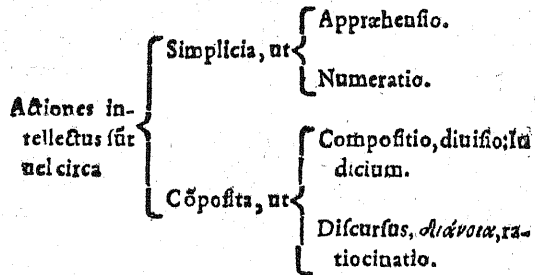 Appræhenſio.
Simplicia, ut
Numeratio.
Actiones in-
tellectus ſũt
uel circa
Compoſitio, diuiſio; Iu
dicium.
Cõpoſita, ut
Diſcurſus, διάνοια, ra-
tiocinatio.